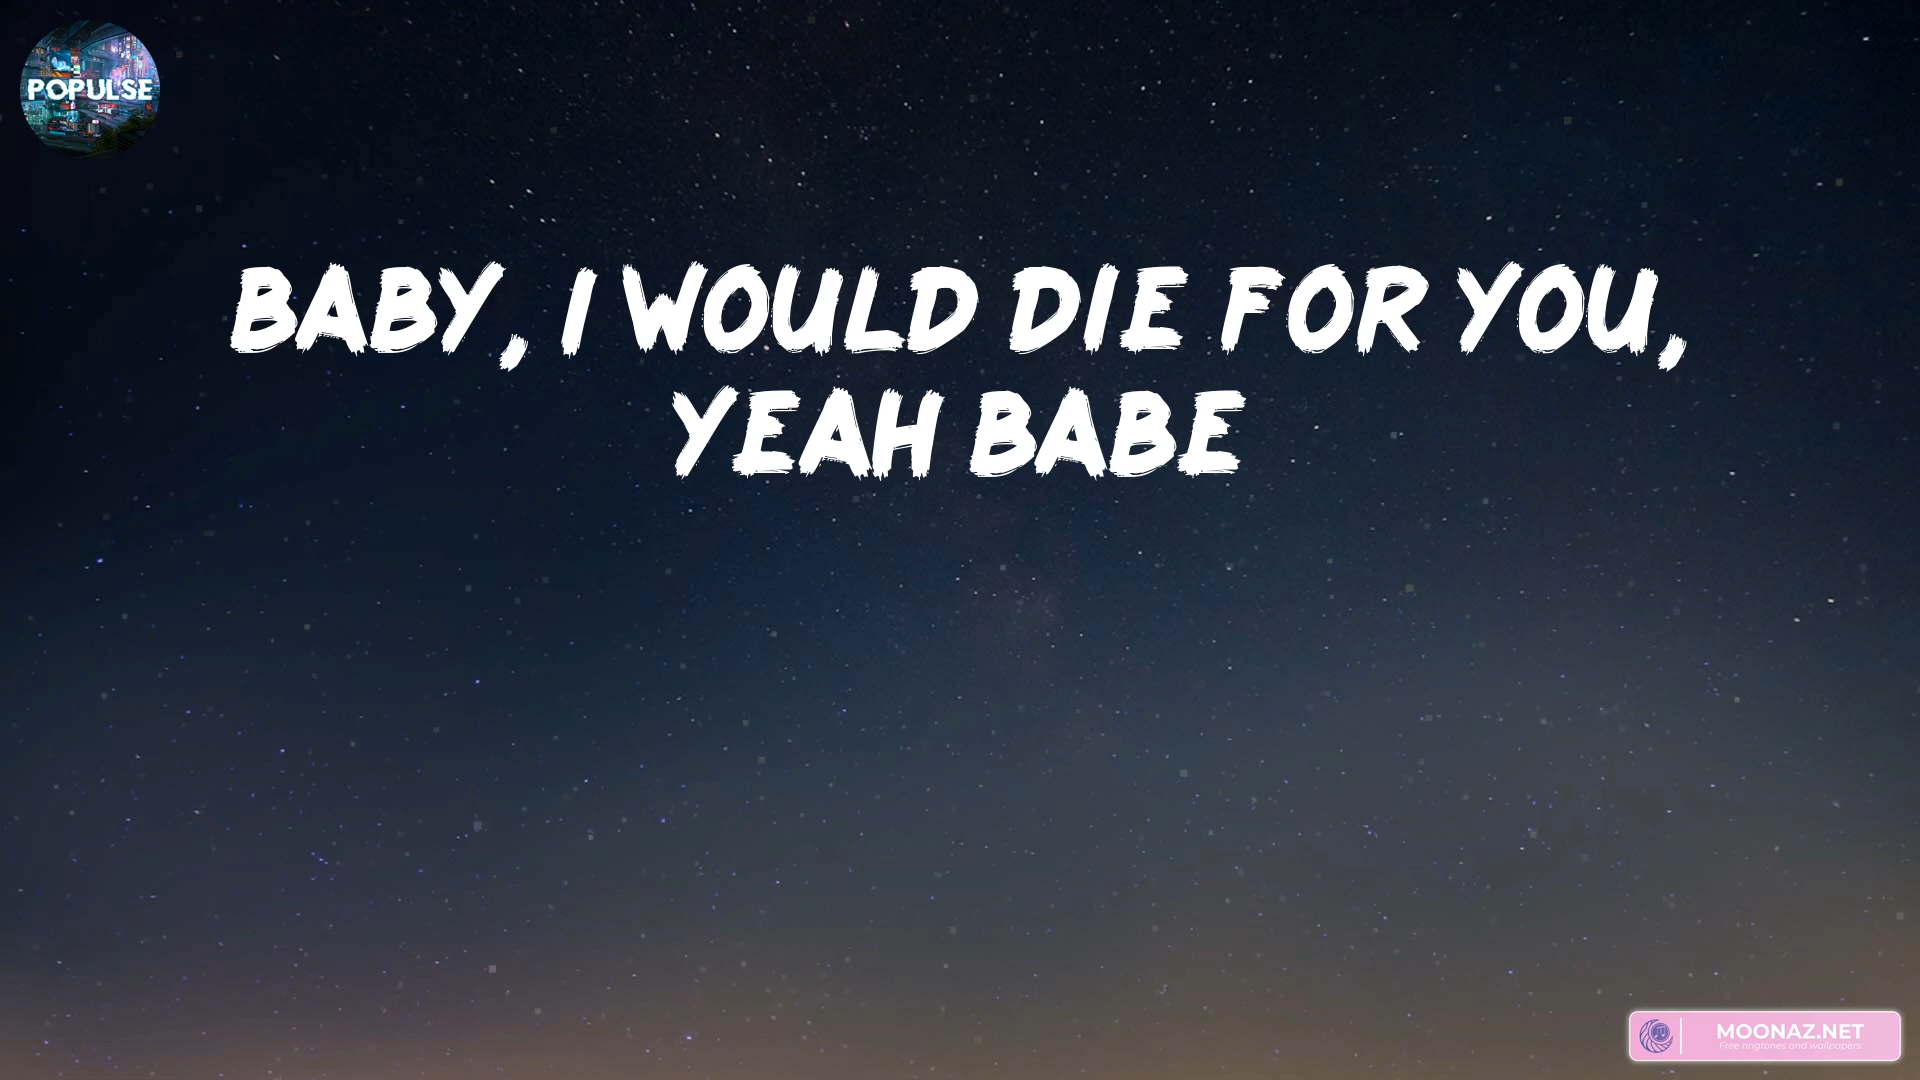 POPULSE
BABY, I WOULD DIE FOR YOU,
YEAH BABE
MOONAZ.NET
Free ringtones and wallpapers